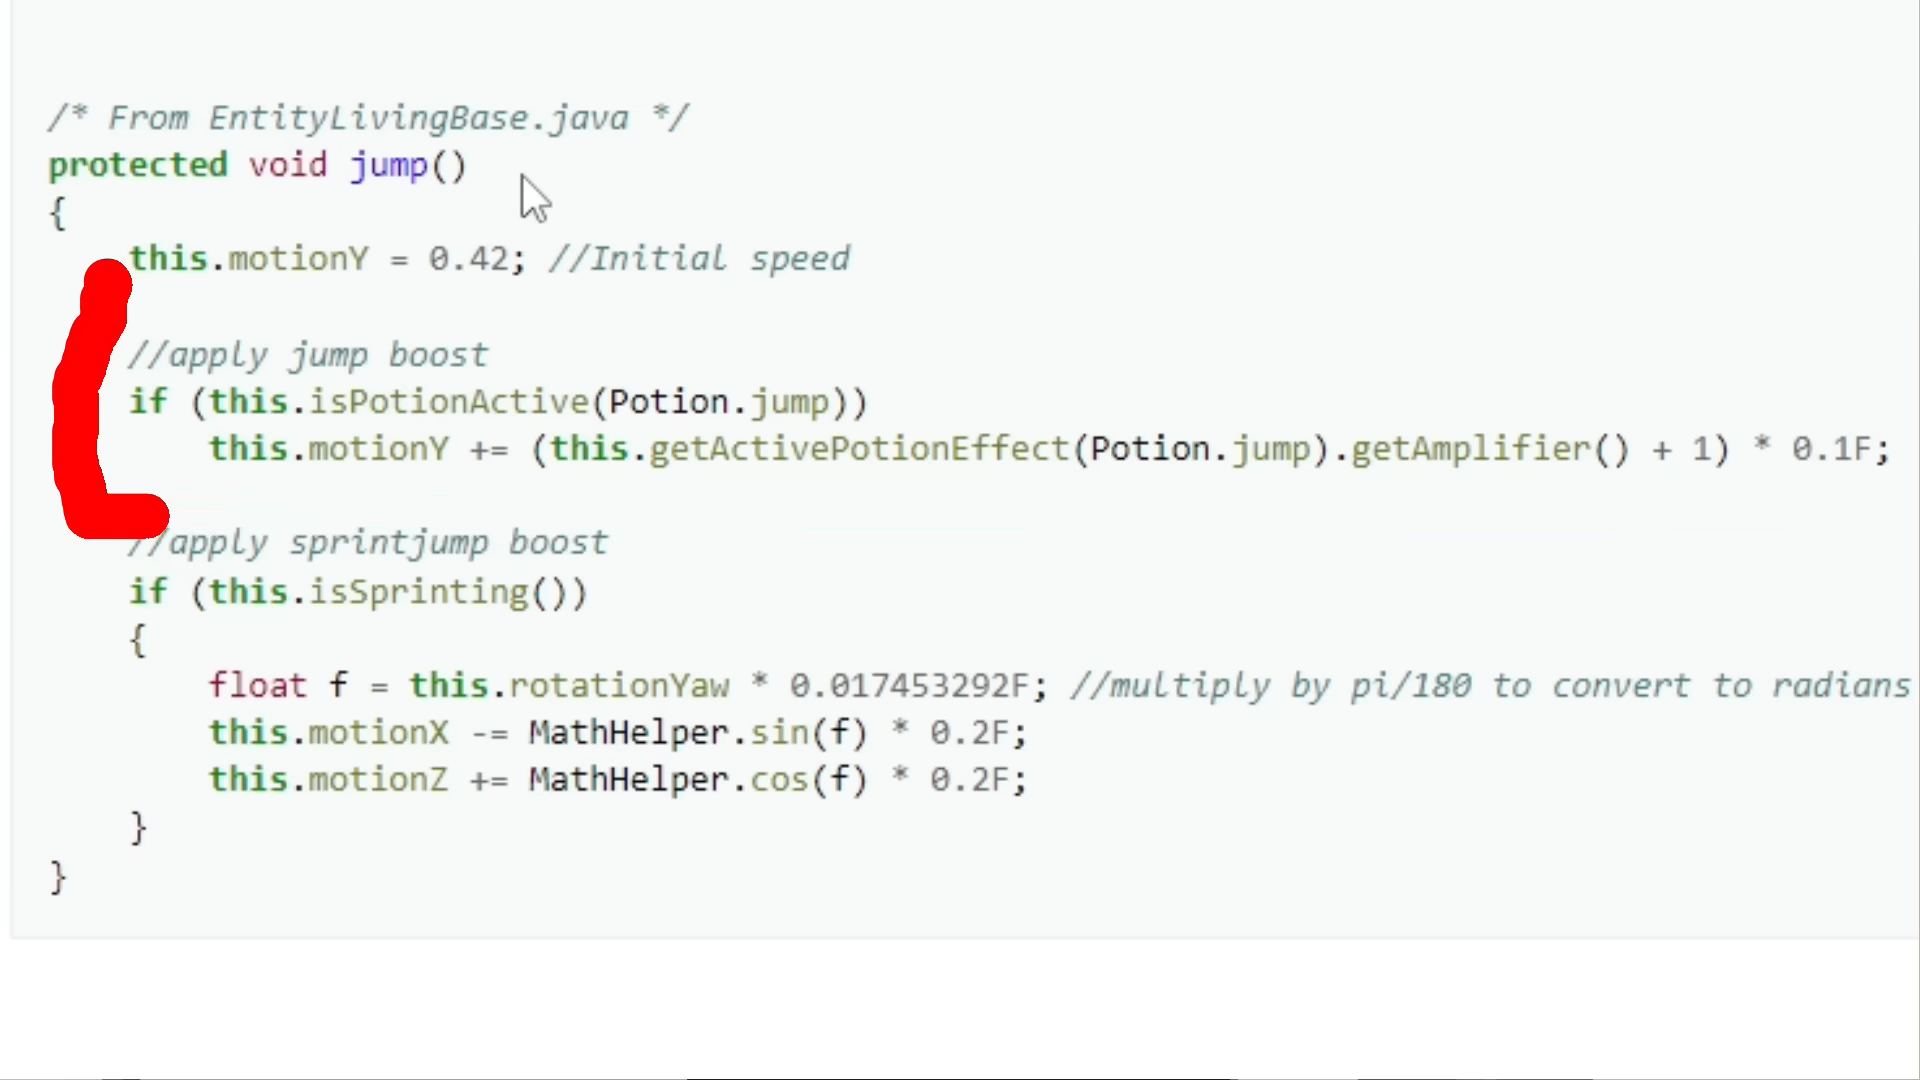 /* From EntityLivingBase.java */
protected void jump()
{
this.motionY = 0.42; //Initial speed
//apply jump boost
if (this.isPotionActive(Potion.jump))
this.motionY += (this.getActivePotionEffect(Potion.jump).getAmplifier() + 1) * 0.1F;
//apply sprintjump boost
if (this.isSprinting())
{
float f = this.rotationYaw * 0.017453292F; //multiply by pi/180 to convert to radians
this.motionX -= MathHelper.sin(f) * 0.2F;
this.motionZ += MathHelper.cos(f) * 0.2F;
}
}